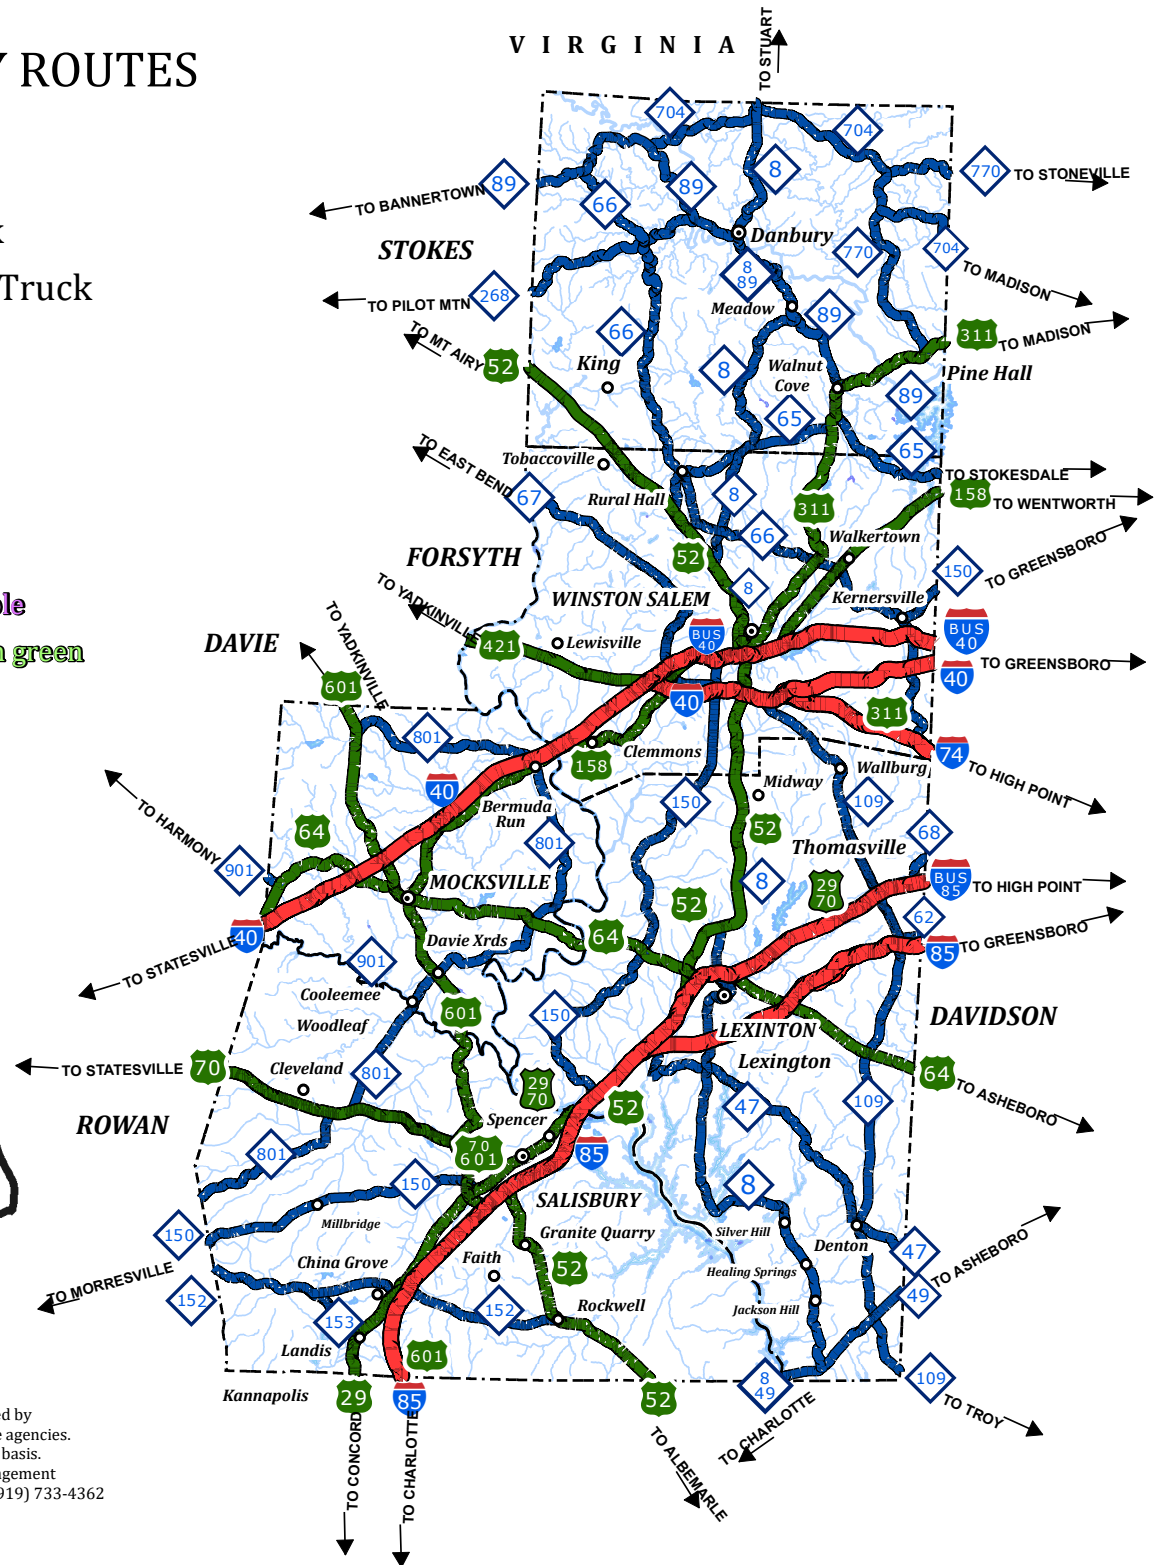 V I R G I N I A
TO STUART
Y ROUTES
704
704
8
770
TO STONEVILLE
89
TO BANNERTOWN
89
66
k
STOKES
Danbury
770
704
TO MADISON
8
89
Truck
268
TO PILOT MTN
Meadow
89
66
TO MT AIRY
52
311
TO MADISON
King
8
Walnut
Cove
Pine Hall
89
65
65
TO EAST BEND
Tobaccoville
TO STOKESDALE
67
Rural Hall
8
158
TO WENTWORTH
311
66
Walkertown
FORSYTH
52
TO GREENSBORO
150
8
TO YADKINVILLE
WINSTON SALEM
Kernersville
ple
n green
TO YADKINVILLE
DAVIE
421
Lewisville
BUS
40
BUS
40
TO GREENSBORO
40
601
40
311
801
Clemmons
74
TO HIGH POINT
158
Wallburg
40
Midway
TO HARMONY
Bermuda
Run
150
109
64
52
68
801
Thomasville
901
MOCKSVILLE
8
29
70
BUS
85
TO HIGH POINT
52
62
40
TO STATESVILLE
Davie Xrds
64
85
TO GREENSBORO
901
Cooleemee
601
150
DAVIDSON
Woodleaf
LEXINTON
Lexington
TO STATESVILLE
70
Cleveland
801
29
70
64
TO ASHEBORO
52
47
109
ROWAN
Spencer
801
70
601
85
150
8
SALISBURY
Millbridge
150
Granite Quarry
Silver Hill
Denton
47
TO ASHEBORO
China Grove
Faith
52
Healing Springs
TO MORRESVILLE
152
49
152
Rockwell
Jackson Hill
153
Landis
601
Kannapolis
29
85
52
8
49
109
TO TROY
TO CHARLOTTE
TO CONCORD
TO CHARLOTTE
TO ALBEMARLE
ed by
e agencies.
basis.
agement
(919) 733-4362